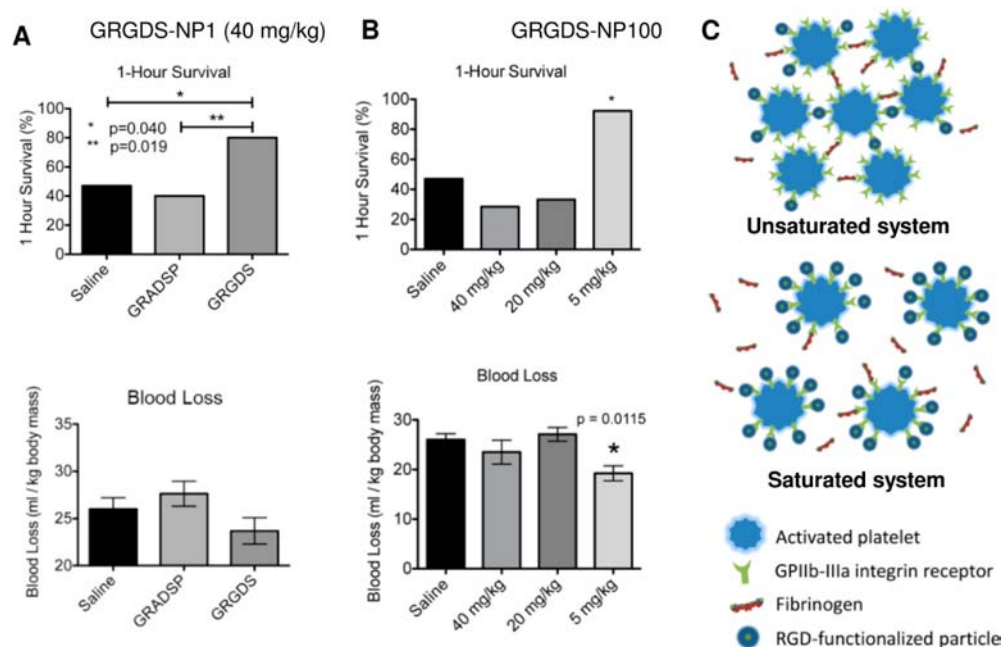 A
GRGDS-NP1 (40 mg/kg)
1-Hour Survival
1 Hour Survival (%)
100
80
60
40
20
0
*
**
* p=0.040
** p=0.019
Saline
GRADSP
GRGDS
Blood Loss
Blood Loss (ml / kg body mass)
35
30
25
20
Saline
GRADSP
GRGDS
B
GRGDS-NP100
1-Hour Survival
1 Hour Survival (%)
100
80
60
40
20
0
*
Saline
40 mg/kg
20 mg/kg
5 mg/kg
Blood Loss
Blood Loss (ml / kg body mass)
30
20
10
0
p = 0.0115
*
Saline
40 mg/kg
20 mg/kg
5 mg/kg
C
Unsaturated system
Saturated system
Activated platelet
GPIIb-IIIa integrin receptor
Fibrinogen
RGD-functionalized particle